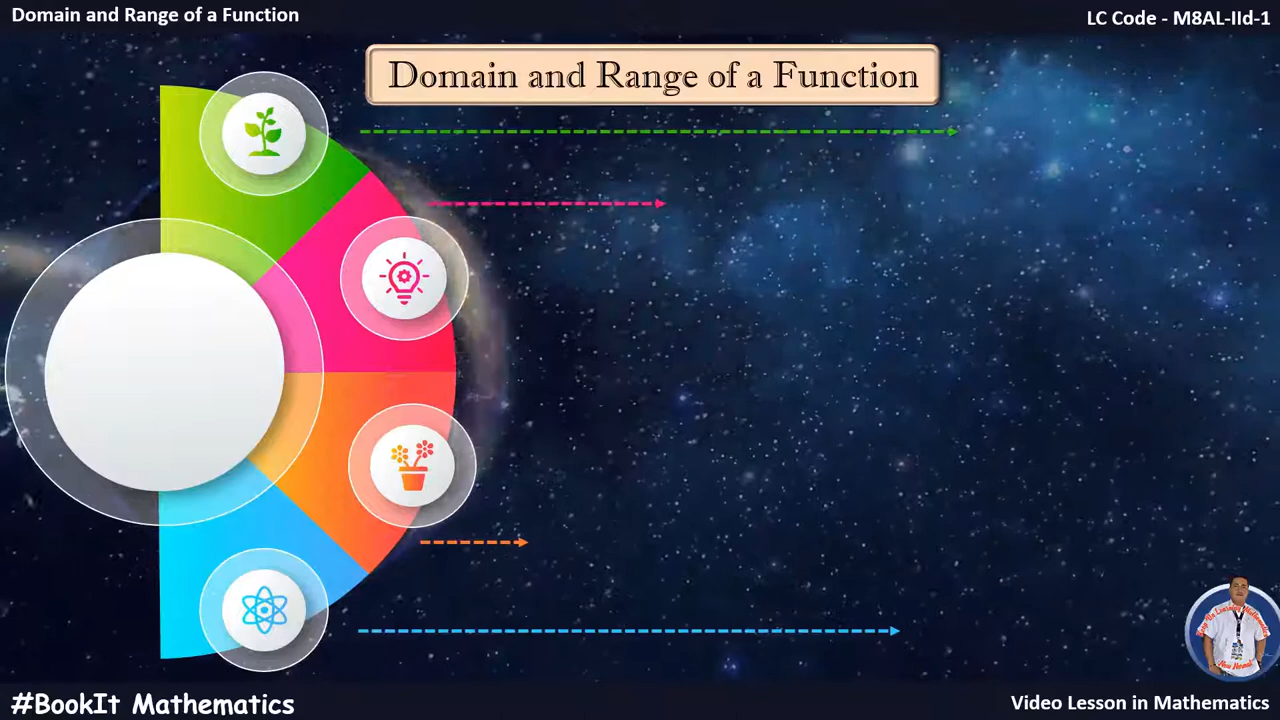 Domain and Range of a Function
LC Code - M8AL-IId-1
Domain and Range of a Function
#BookIt Mathematics
Video Lesson in Mathematics